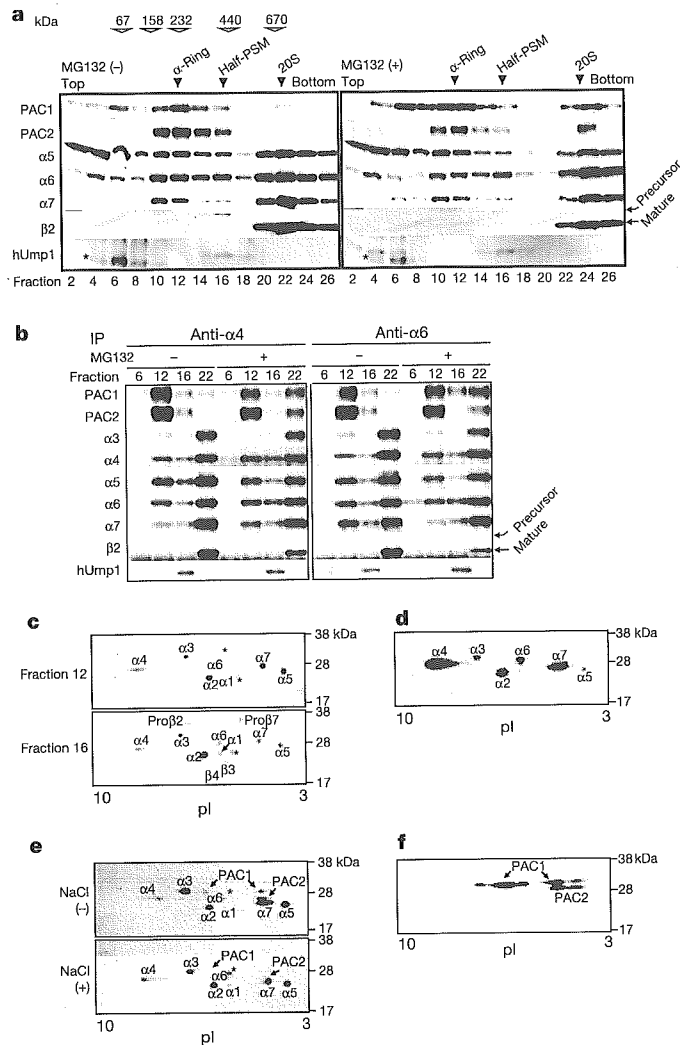 a kDa 67 158 232 440 670
MG132 (−) α-Ring Half-PSM 20S MG132 (+) α-Ring Half-PSM 20S
Top Bottom Top Bottom
PAC1
PAC2
α5
α6
α7
Precursor
β2
Mature
hUmp1
* *
Fraction 2 4 6 8 10 12 14 16 18 20 22 24 26 2 4 6 8 10 12 14 16 18 20 22 24 26
b IP Anti-α4 Anti-α6
MG132 − + − +
Fraction 6 12 16 22 6 12 16 22 6 12 16 22 6 12 16 22
PAC1
PAC2
α3
α4
α5
α6
α7
Precursor
β2
Mature
hUmp1
c
38 kDa
Fraction 12 α4 α3 α6 α2 α1 * * α7 α5 28
17
38
Fraction 16 α4 Proβ2 α3 α2 α6 α1 Proβ7 α7 α5 28
β4 β3
17
10 pI 3
d
38 kDa
α4 α3 α2 α6 α7 α5 28
17
10 pI 3
e
38 kDa
NaCl (−) α4 α3 PAC1 PAC2 α6 α2 α1 * * α7 α5 28
17
38
NaCl (+) α4 α3 PAC1 PAC2 α6 * α2 α1 α7 α5 28
17
10 pI 3
f
38 kDa
PAC1
28
PAC2
17
10 pI 3